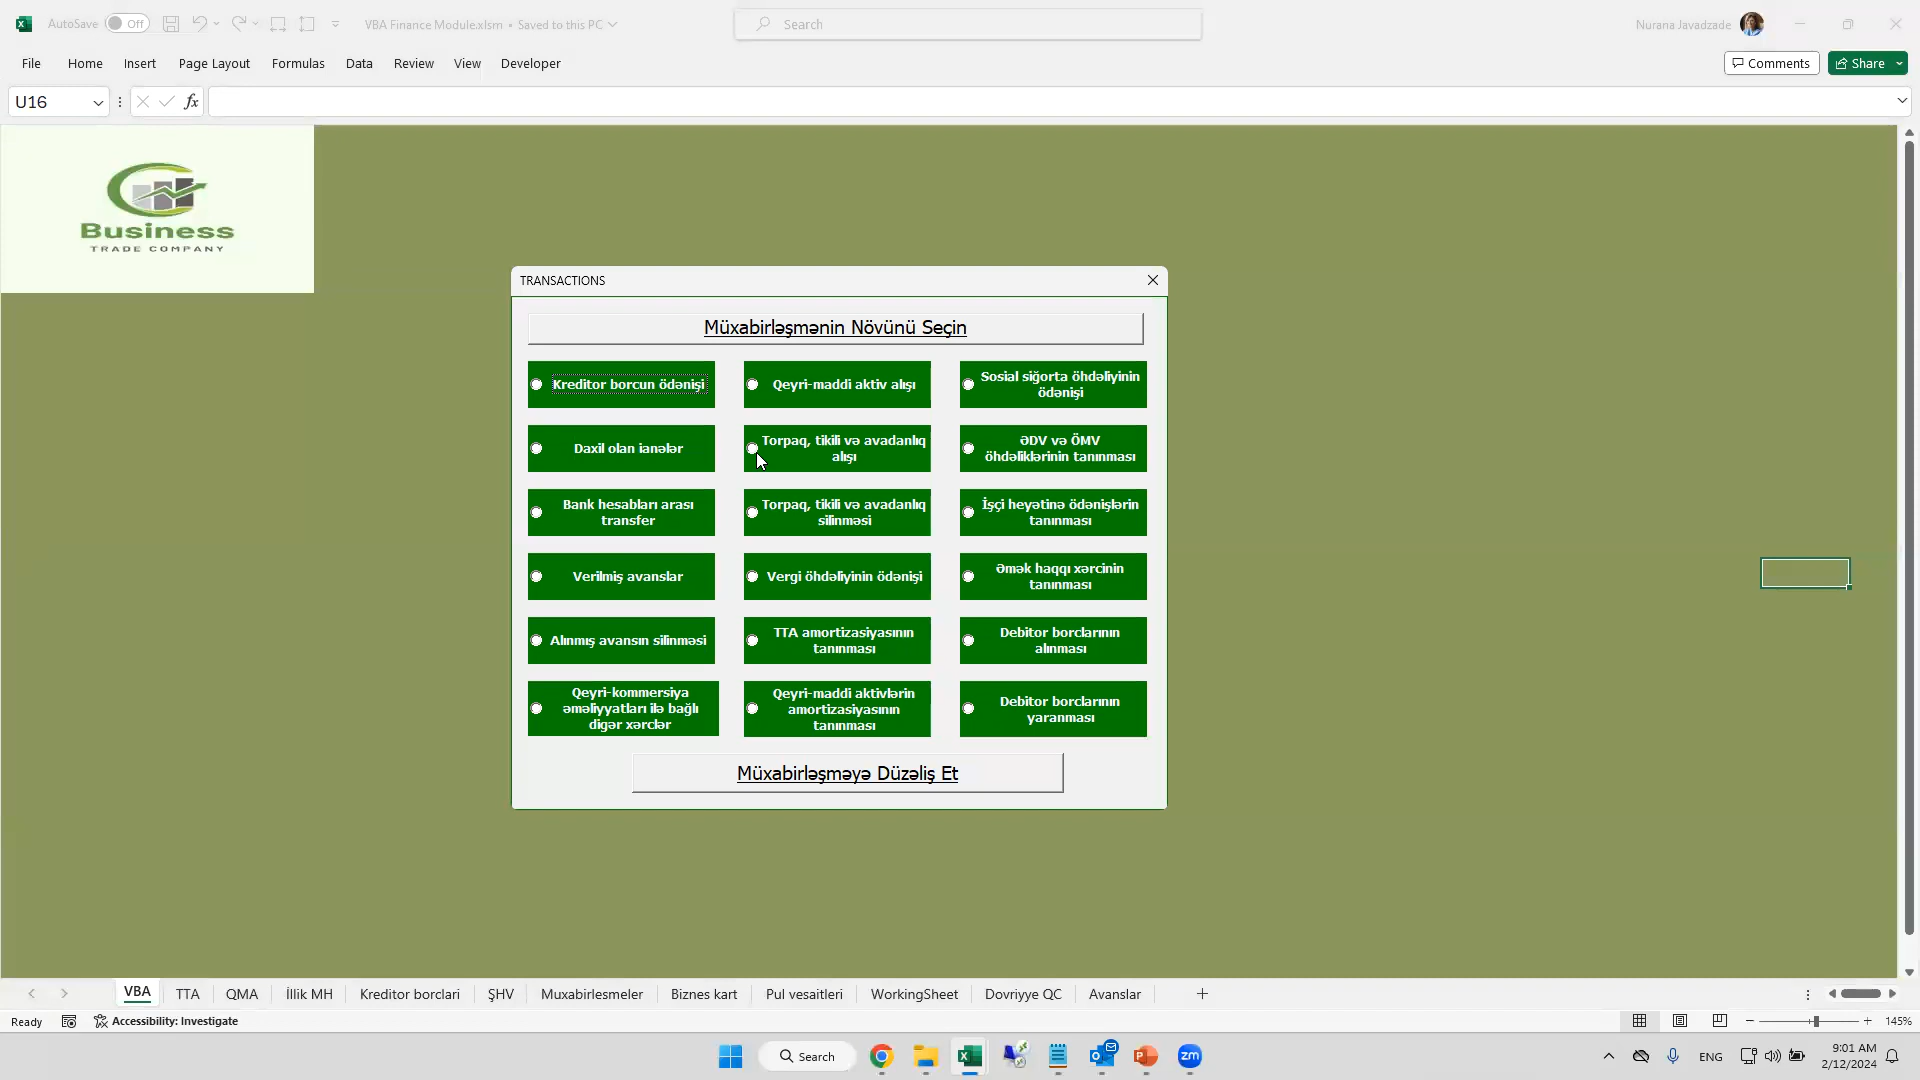 AutoSave Off
VBA Finance Module.xlsm • Saved to this PC
Search
Nurana Javadzade
File Home Insert Page Layout Formulas Data Review View Developer
Comments
Share
U16
fx
Business
TRADE COMPANY
TRANSACTIONS
Müxabirləşmənin Növünü Seçin
Kreditor borcun ödənişi
Qeyri-maddi aktiv alışı
Sosial siğorta öhdəliyinin
ödənişi
Daxil olan ianələr
Torpaq, tikili və avadanlıq
alışı
ƏDV və ÖMV
öhdəliklərinin tanınması
Bank hesabları arası
transfer
Torpaq, tikili və avadanlıq
silinməsi
İşçi heyətinə ödənişlərin
tanınması
Verilmiş avanslar
Vergi öhdəliyinin ödənişi
Əmək haqqı xərcinin
tanınması
Alınmış avansın silinməsi
TTA amortizasiyasının
tanınması
Debitor borclarının
alınması
Qeyri-kommersiya
əməliyyatları ilə bağlı
digər xərclər
Qeyri-maddi aktivlərin
amortizasiyasının
tanınması
Debitor borclarının
yaranması
Müxabirləşməyə Düzəliş Et
VBA TTA QMA İllik MH Kreditor borclari ŞHV Muxabirlesmeler Biznes kart Pul vesaitleri WorkingSheet Dovriyye QC Avanslar
Ready
Accessibility: Investigate
145%
Search
zm
ENG
9:01 AM
2/12/2024